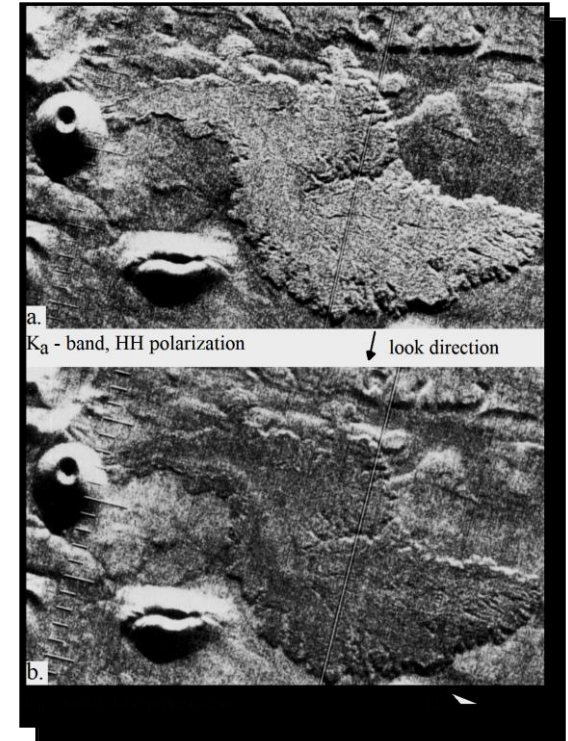 a.
Ka - band, HH polarization
look direction
b.